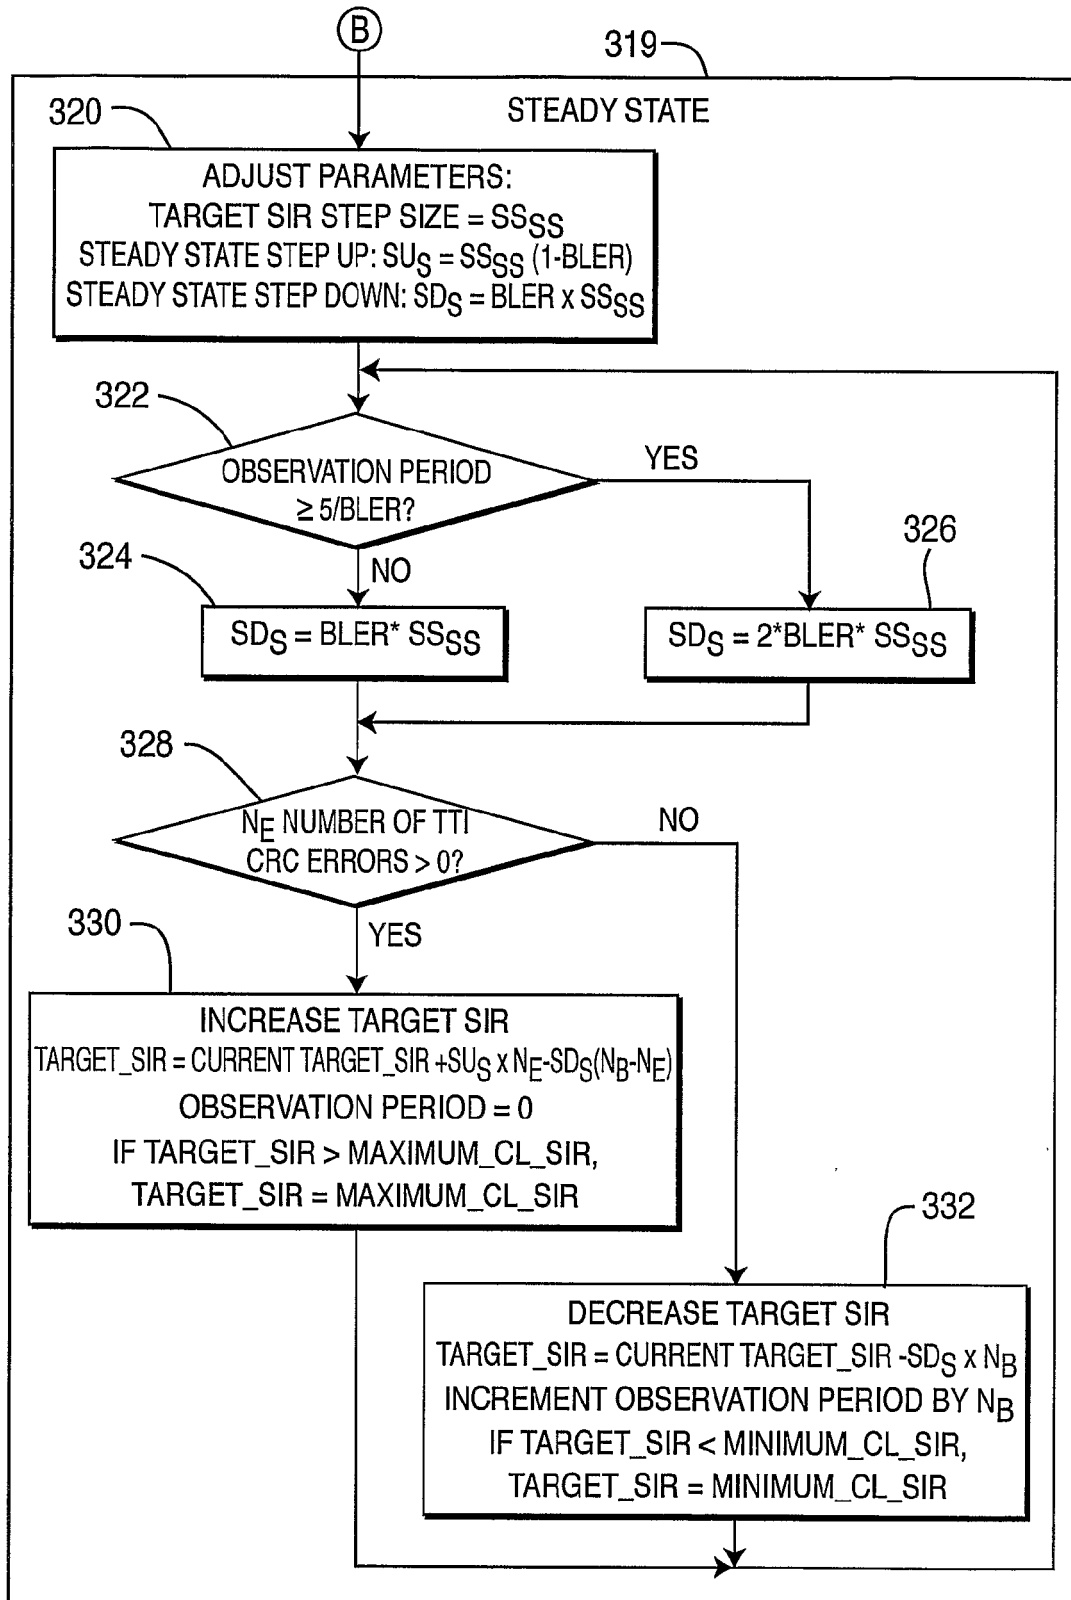 B
319
STEADY STATE
320
ADJUST PARAMETERS:
TARGET SIR STEP SIZE = SSSS
STEADY STATE STEP UP: SUS = SSSS (1-BLER)
STEADY STATE STEP DOWN: SDS = BLER x SSSS
322
OBSERVATION PERIOD
≥ 5/BLER?
YES
326
324
NO
SDS = BLER* SSSS
SDS = 2*BLER* SSSS
328
NE NUMBER OF TTI
CRC ERRORS > 0?
NO
330
YES
INCREASE TARGET SIR
TARGET_SIR = CURRENT TARGET_SIR +SUS x NE-SDS(NB-NE)
OBSERVATION PERIOD = 0
IF TARGET_SIR > MAXIMUM_CL_SIR,
TARGET_SIR = MAXIMUM_CL_SIR
332
DECREASE TARGET SIR
TARGET_SIR = CURRENT TARGET_SIR -SDS x NB
INCREMENT OBSERVATION PERIOD BY NB
IF TARGET_SIR < MINIMUM_CL_SIR,
TARGET_SIR = MINIMUM_CL_SIR